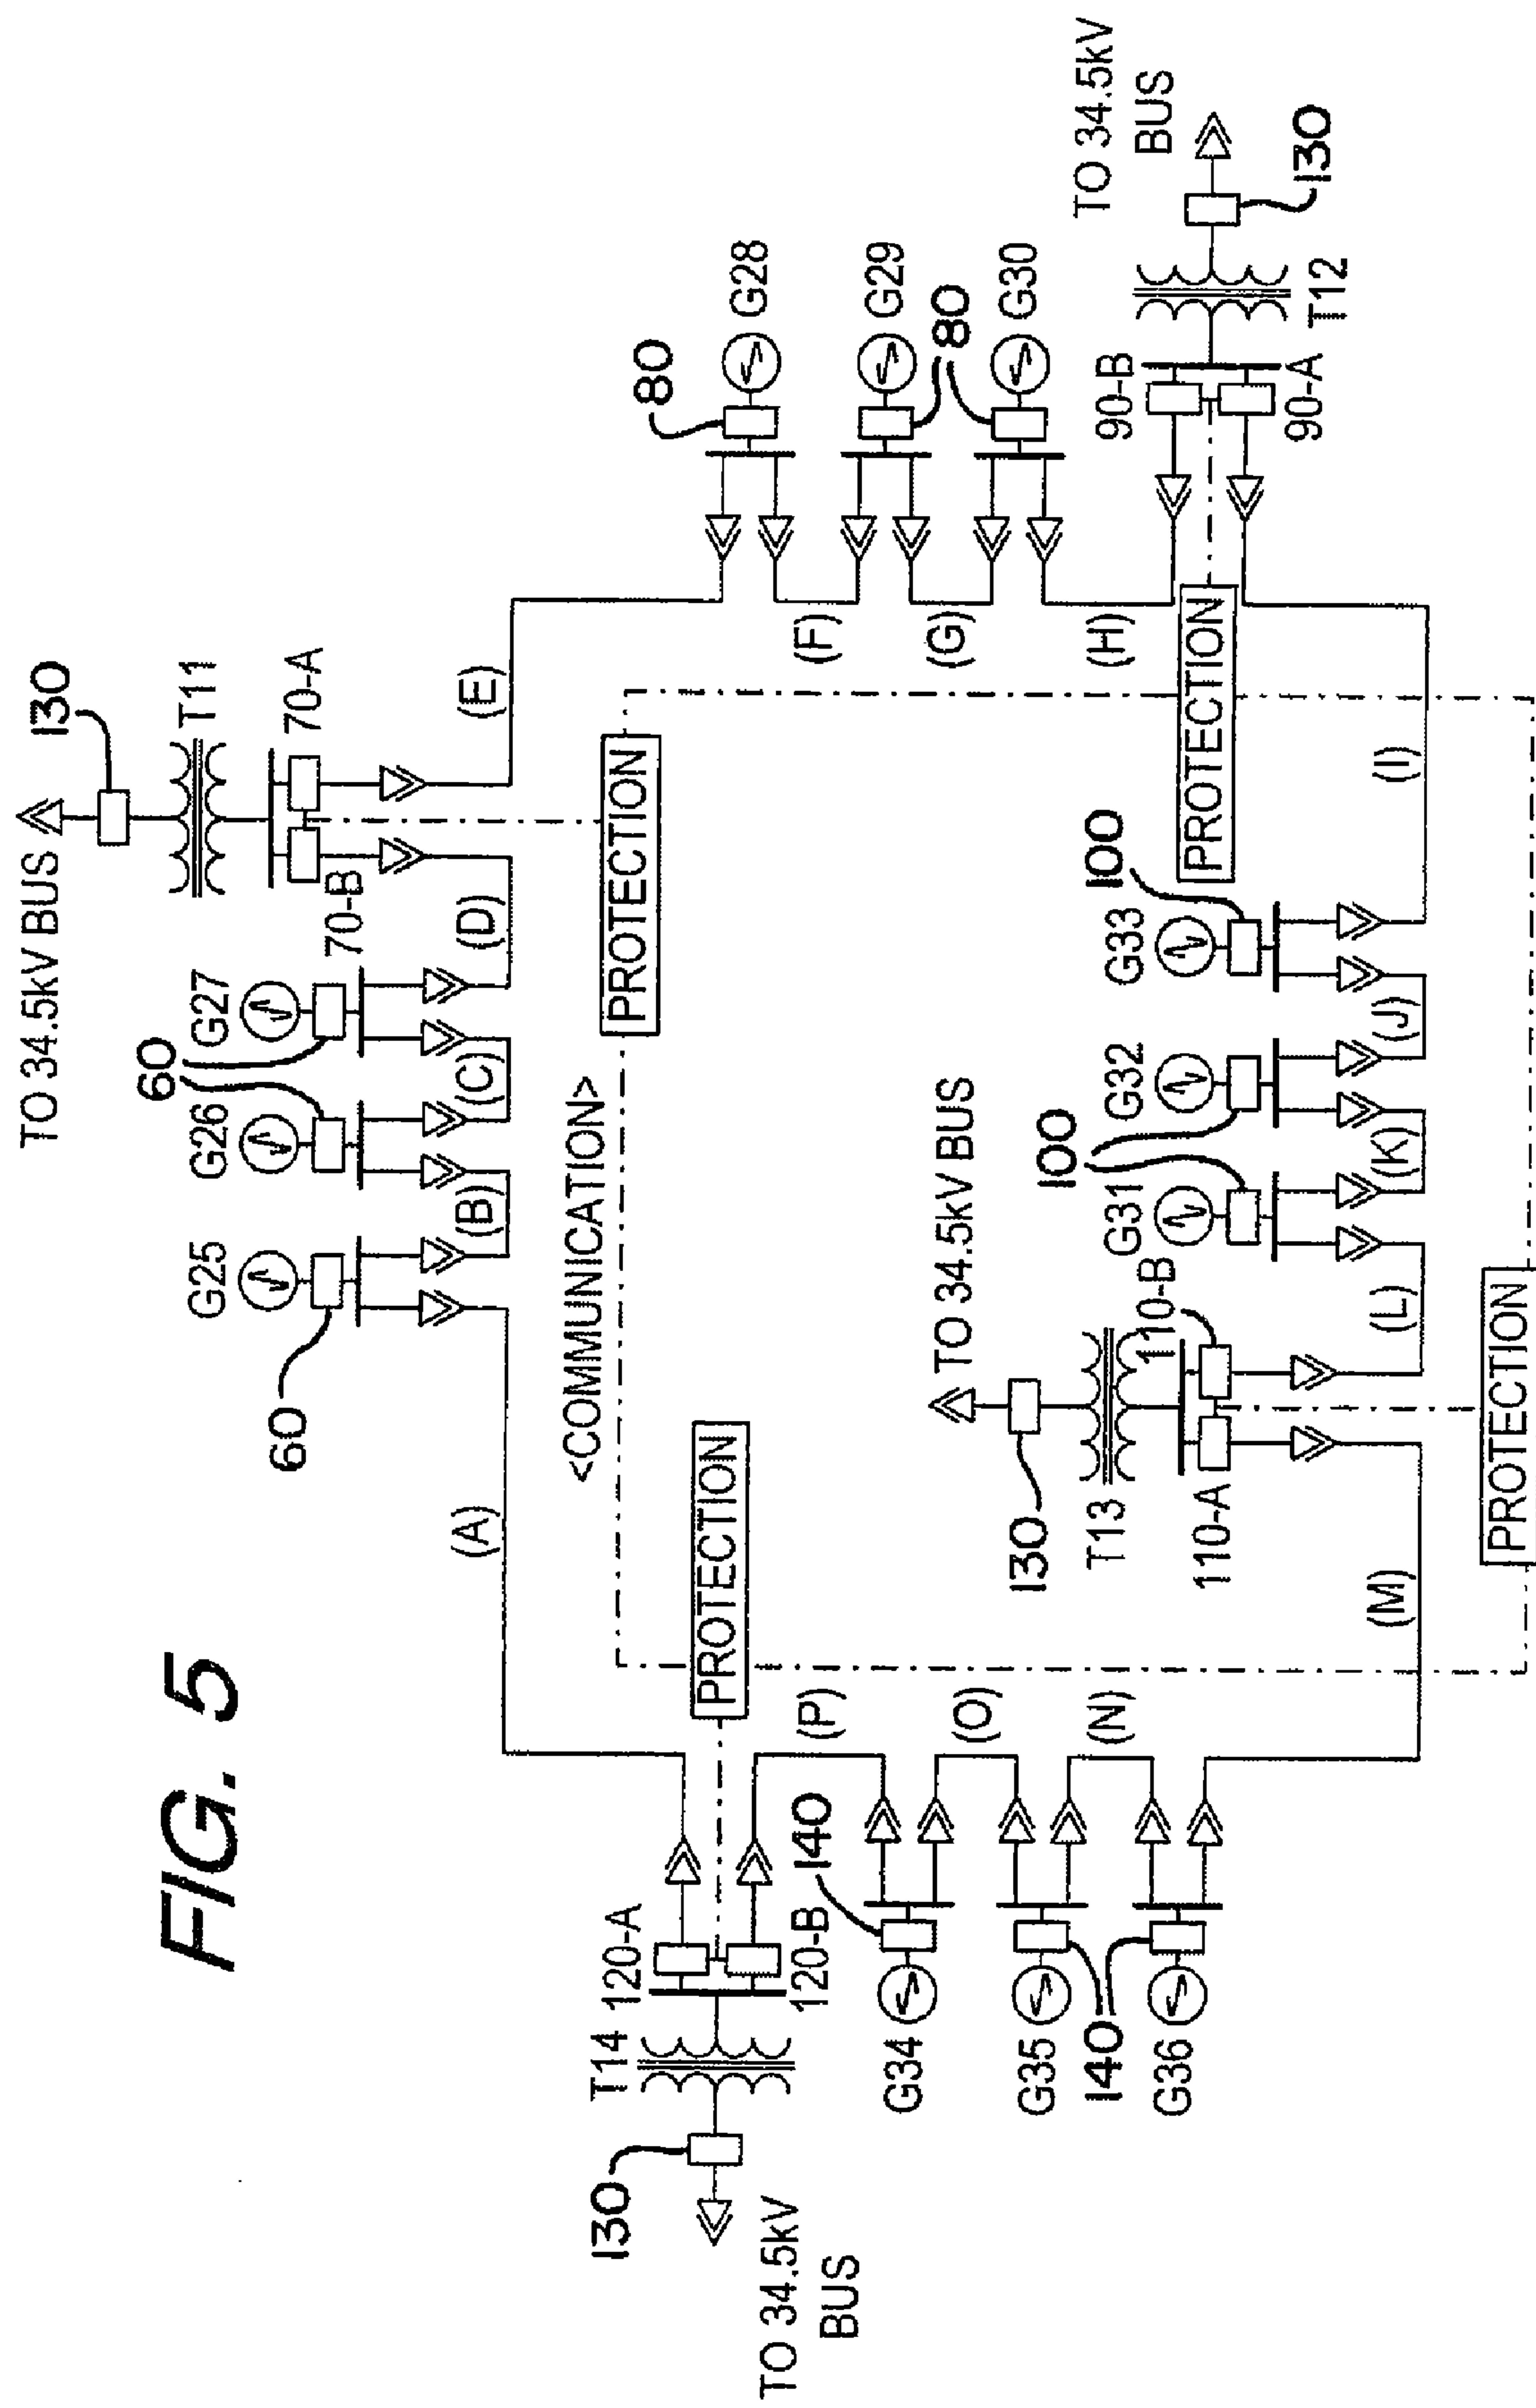 FIG. 5
TO 34.5kV BUS
130
T11
70-A
70-B
G25
G26
G27
60
60
(A)
(B)
(C)
(D)
(E)
<COMMUNICATION>
PROTECTION
PROTECTION
80
G28
G29
80
G30
(F)
(G)
(H)
TO 34.5kV
BUS
130
T12
90-B
90-A
PROTECTION
T14
120-A
120-B
130
TO 34.5kV
BUS
G34
G35
G36
140
140
(P)
(O)
(N)
TO 34.5kV BUS
130
T13
110-A
110-B
G31
G32
G33
100
100
(I)
(J)
(K)
(L)
(M)
PROTECTION